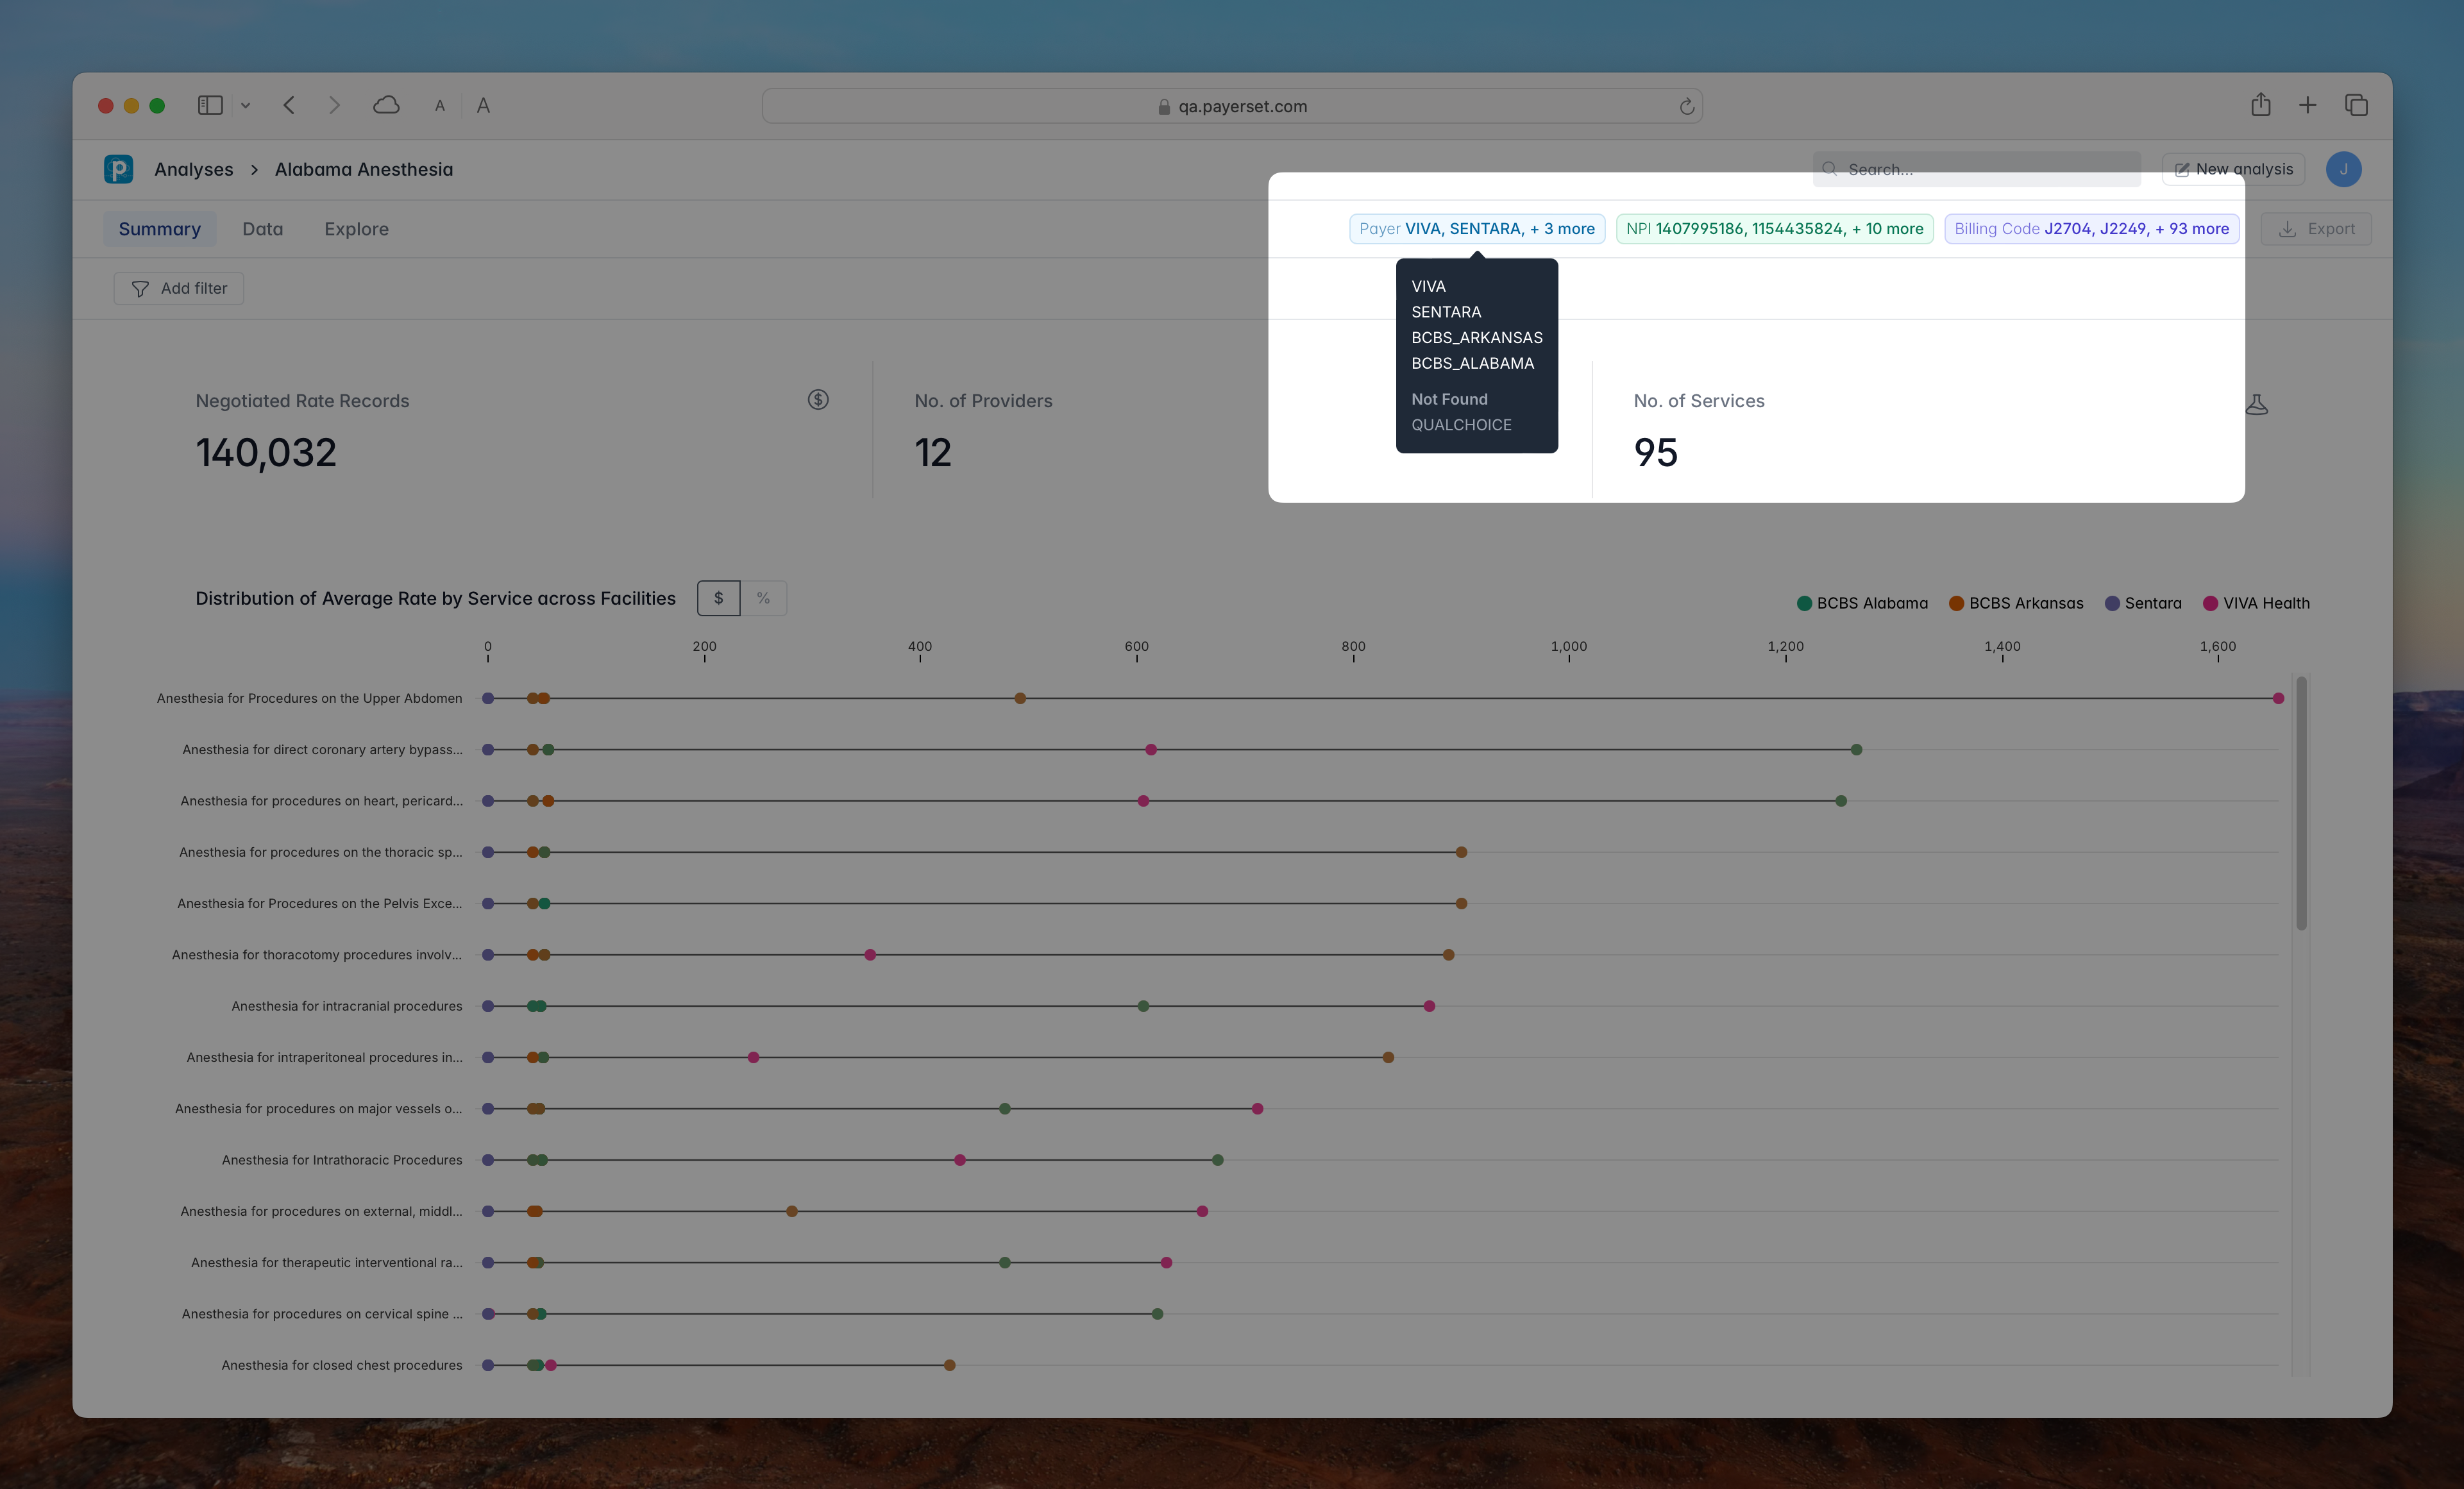 A A
qa.payerset.com
p Analyses > Alabama Anesthesia
Search...
New analysis
J
Summary Data Explore
Payer VIVA, SENTARA, + 3 more
NPI 1407995186, 1154435824, + 10 more
Billing Code J2704, J2249, + 93 more
Export
Add filter
VIVA
SENTARA
BCBS_ARKANSAS
BCBS_ALABAMA
Not Found
QUALCHOICE
Negotiated Rate Records
140,032
No. of Providers
12
No. of Services
95
Distribution of Average Rate by Service across Facilities $ %
BCBS Alabama BCBS Arkansas Sentara VIVA Health
0 200 400 600 800 1,000 1,200 1,400 1,600
Anesthesia for Procedures on the Upper Abdomen
Anesthesia for direct coronary artery bypass...
Anesthesia for procedures on heart, pericard...
Anesthesia for procedures on the thoracic sp...
Anesthesia for Procedures on the Pelvis Exce...
Anesthesia for thoracotomy procedures involv...
Anesthesia for intracranial procedures
Anesthesia for intraperitoneal procedures in...
Anesthesia for procedures on major vessels o...
Anesthesia for Intrathoracic Procedures
Anesthesia for procedures on external, middl...
Anesthesia for therapeutic interventional ra...
Anesthesia for procedures on cervical spine ...
Anesthesia for closed chest procedures